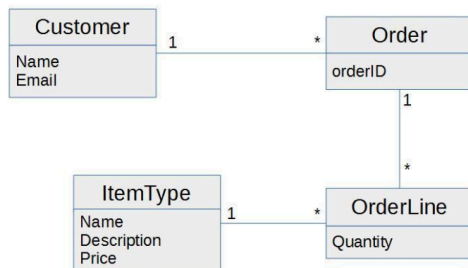 Customer
Name
Email
1
*
Order
orderID
1
*
ItemType
Name
Description
Price
1
*
OrderLine
Quantity